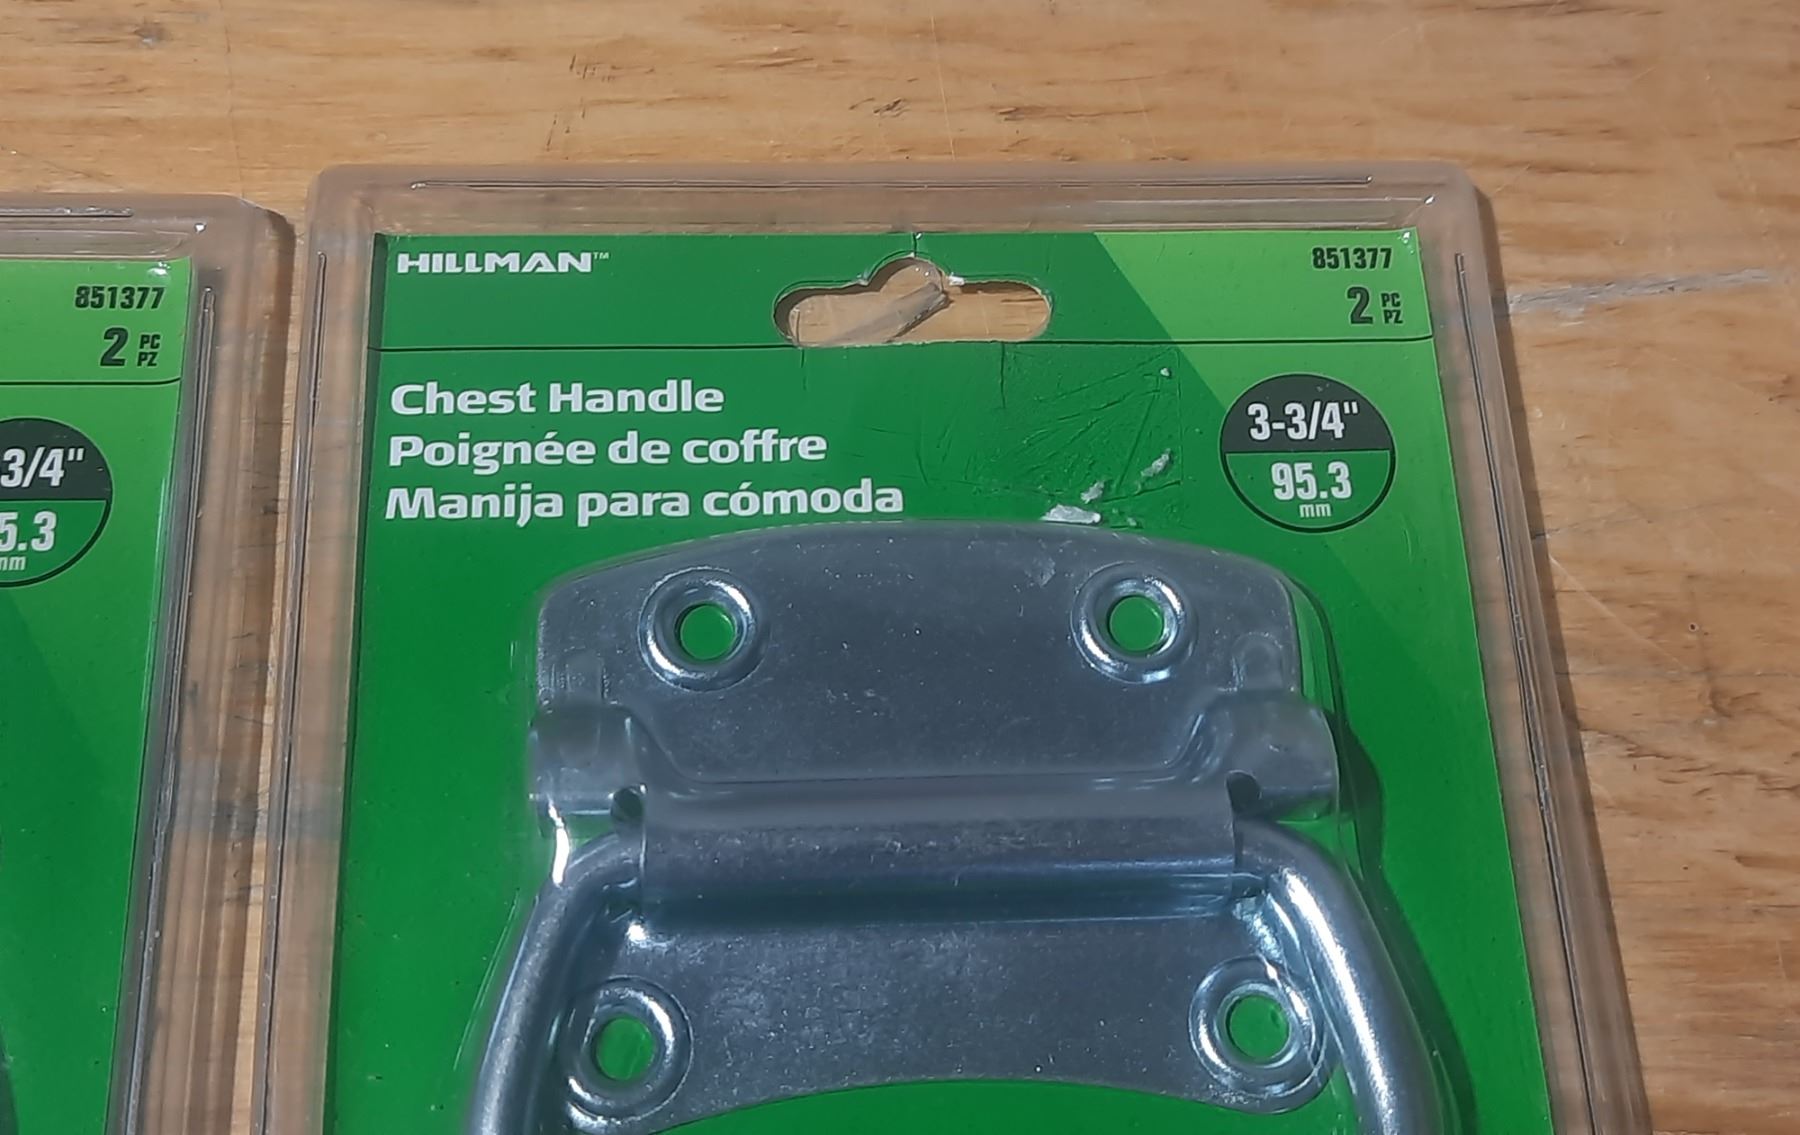 851377
2 PC PZ
3/4"
5.3
mm
HILLMAN™
851377
2 PC PZ
Chest Handle
Poignée de coffre
Manija para cómoda
3-3/4"
95.3
mm